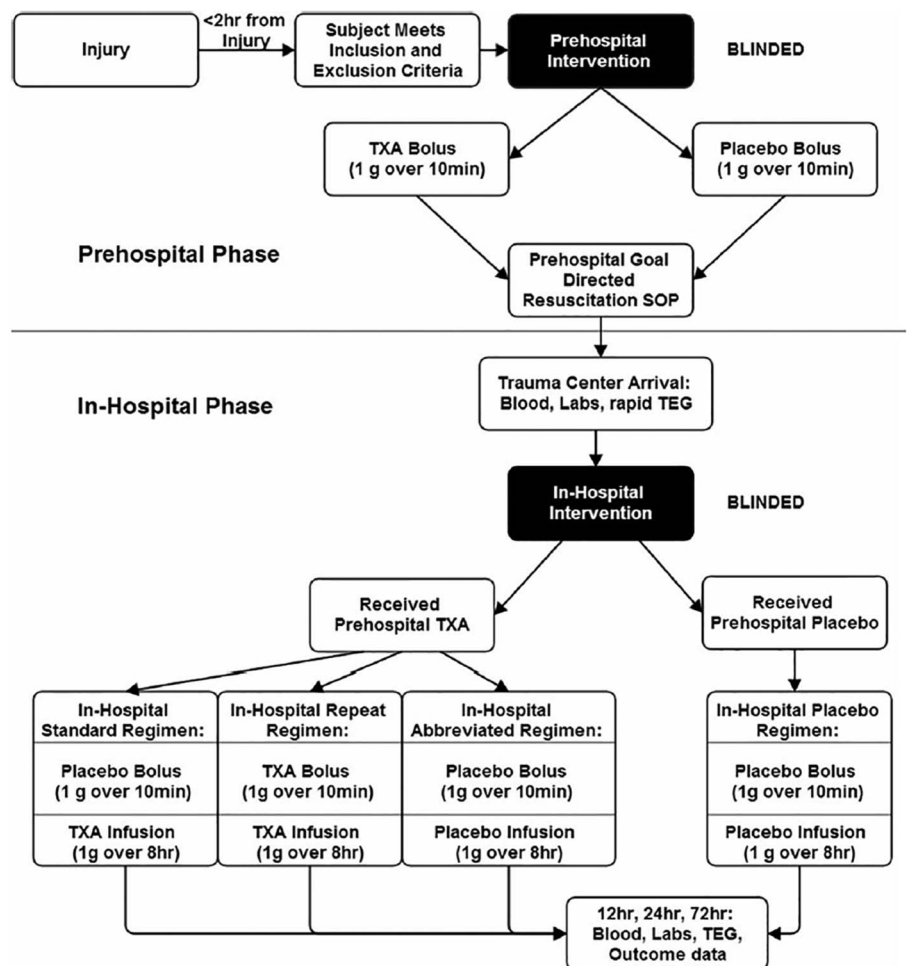 Injury
<2hr from
Injury
Subject Meets
Inclusion and
Exclusion Criteria
Prehospital
Intervention
BLINDED
TXA Bolus
(1 g over 10min)
Placebo Bolus
(1 g over 10min)
Prehospital Phase
Prehospital Goal
Directed
Resuscitation SOP
In-Hospital Phase
Trauma Center Arrival:
Blood, Labs, rapid TEG
In-Hospital
Intervention
BLINDED
Received
Prehospital TXA
Received
Prehospital Placebo
In-Hospital
Standard Regimen:
Placebo Bolus
(1 g over 10min)
TXA Infusion
(1g over 8hr)
In-Hospital Repeat
Regimen:
TXA Bolus
(1g over 10min)
TXA Infusion
(1g over 8hr)
In-Hospital
Abbreviated Regimen:
Placebo Bolus
(1g over 10min)
Placebo Infusion
(1g over 8hr)
In-Hospital Placebo
Regimen:
Placebo Bolus
(1g over 10min)
Placebo Infusion
(1 g over 8hr)
12hr, 24hr, 72hr:
Blood, Labs, TEG,
Outcome data